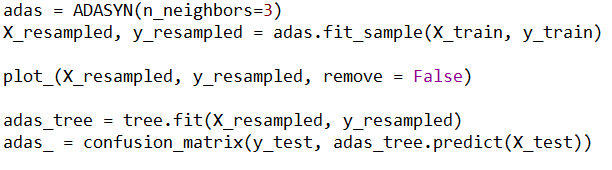 adas = ADASYN(n_neighbors=3)
X_resampled, y_resampled = adas.fit_sample(X_train, y_train)
plot_(X_resampled, y_resampled, remove = False)
adas_tree = tree.fit(X_resampled, y_resampled)
adas_ = confusion_matrix(y_test, adas_tree.predict(X_test))